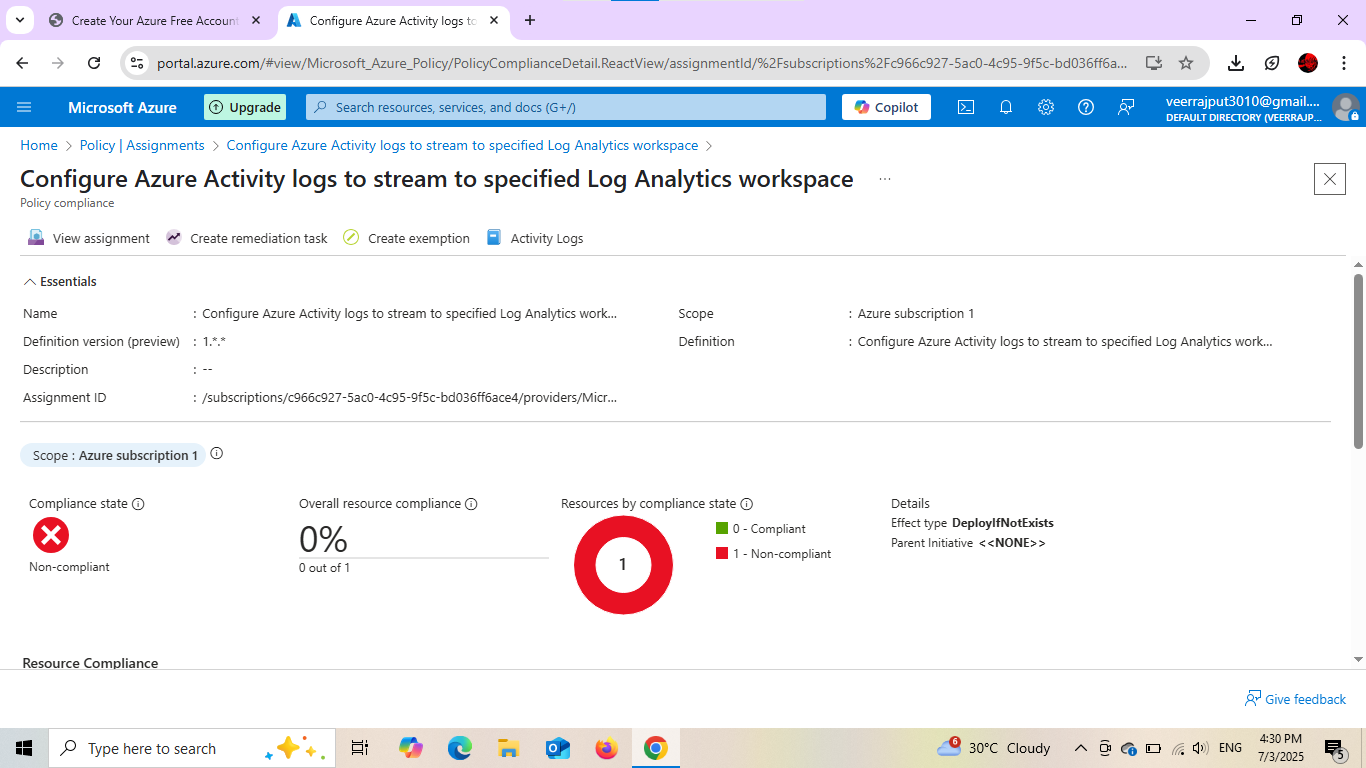 Create Your Azure Free Account
Configure Azure Activity logs to
portal.azure.com/#view/Microsoft_Azure_Policy/PolicyComplianceDetail.ReactView/assignmentId/%2Fsubscriptions%2Fc966c927-5ac0-4c95-9f5c-bd036ff6a...
Microsoft Azure
Upgrade
Search resources, services, and docs (G+/)
Copilot
veerrajput3010@gmail....
DEFAULT DIRECTORY (VEERRAJP...
Home > Policy | Assignments > Configure Azure Activity logs to stream to specified Log Analytics workspace >
Configure Azure Activity logs to stream to specified Log Analytics workspace ...
Policy compliance
View assignment
Create remediation task
Create exemption
Activity Logs
Essentials
Name : Configure Azure Activity logs to stream to specified Log Analytics work...
Scope : Azure subscription 1
Definition version (preview) : 1.*.*
Definition : Configure Azure Activity logs to stream to specified Log Analytics work...
Description : --
Assignment ID : /subscriptions/c966c927-5ac0-4c95-9f5c-bd036ff6ace4/providers/Micr...
Scope : Azure subscription 1
Compliance state
Non-compliant
Overall resource compliance
0%
0 out of 1
Resources by compliance state
1
0 - Compliant
1 - Non-compliant
Details
Effect type DeployIfNotExists
Parent Initiative <<NONE>>
Resource Compliance
Give feedback
Type here to search
6
30°C Cloudy
ENG
4:30 PM
7/3/2025
5